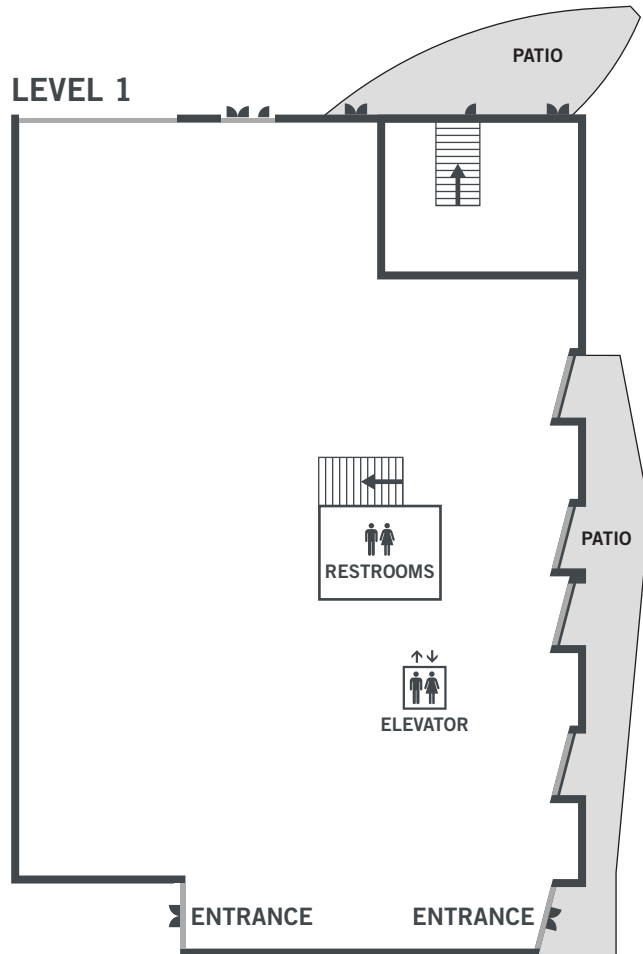 PATIO
LEVEL 1
PATIO
RESTROOMS
ELEVATOR
ENTRANCE
ENTRANCE